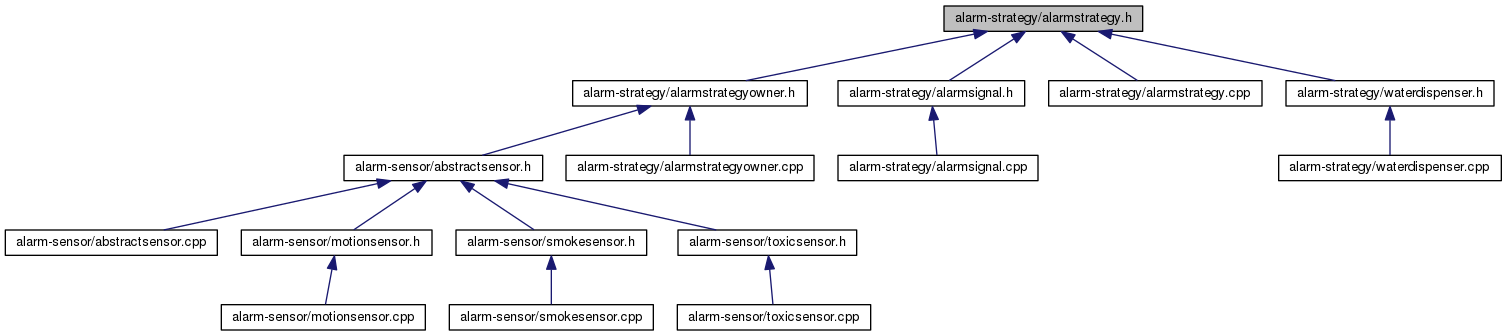 alarm-strategy/alarmstrategy.h
alarm-strategy/alarmstrategyowner.h
alarm-strategy/alarmsignal.h
alarm-strategy/alarmstrategy.cpp
alarm-strategy/waterdispenser.h
alarm-sensor/abstractsensor.h
alarm-strategy/alarmstrategyowner.cpp
alarm-strategy/alarmsignal.cpp
alarm-strategy/waterdispenser.cpp
alarm-sensor/abstractsensor.cpp
alarm-sensor/motionsensor.h
alarm-sensor/smokesensor.h
alarm-sensor/toxicsensor.h
alarm-sensor/motionsensor.cpp
alarm-sensor/smokesensor.cpp
alarm-sensor/toxicsensor.cpp